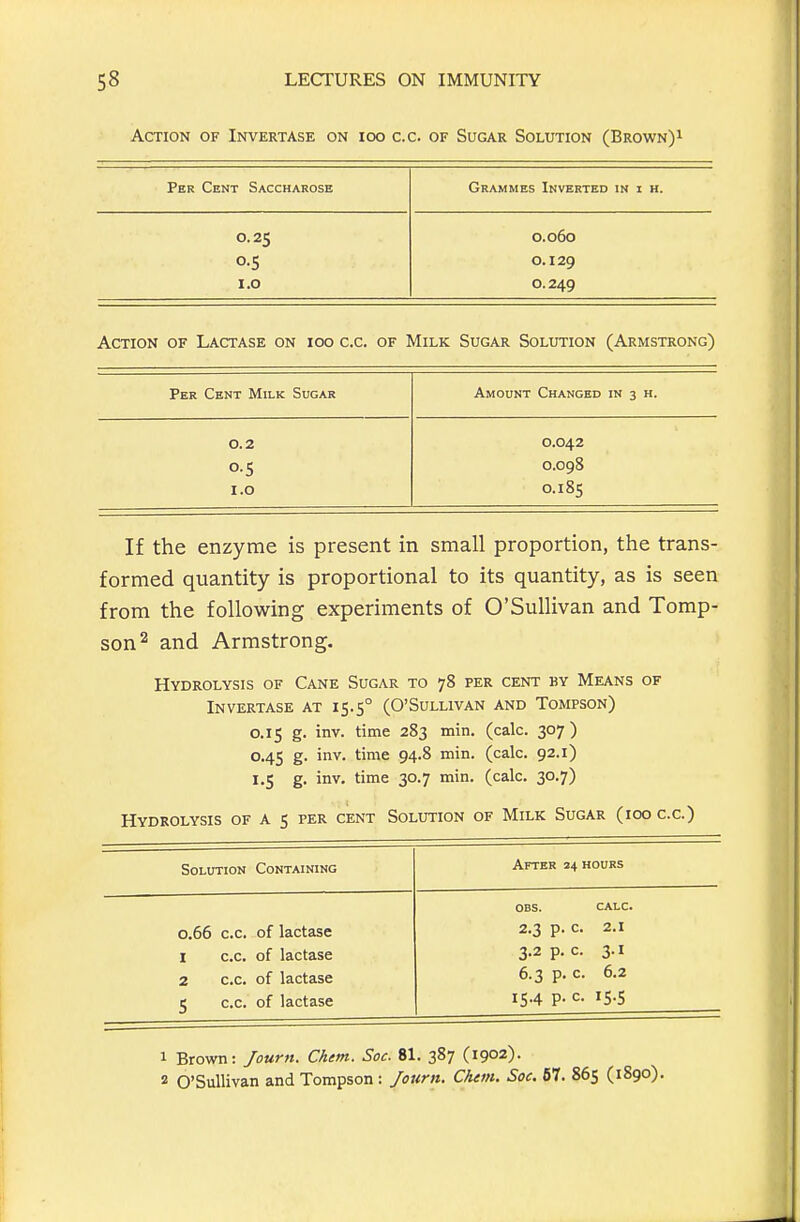 58 LECTURES ON IMMUNITY
Action of Invertase on 100 c.c. of Sugar Solution (Brown)¹
Per Cent Saccharose Grammes Inverted in 1 h.
0.25 0.060
0.5 0.129
1.0 0.249
Action of Lactase on 100 c.c. of Milk Sugar Solution (Armstrong)
Per Cent Milk Sugar Amount Changed in 3 h.
0.2 0.042
0.5 0.098
1.0 0.185
If the enzyme is present in small proportion, the trans-
formed quantity is proportional to its quantity, as is seen
from the following experiments of O'Sullivan and Tomp-
son² and Armstrong.
Hydrolysis of Cane Sugar to 78 per cent by Means of
Invertase at 15.5° (O'Sullivan and Tompson)
0.15 g. inv. time 283 min. (calc. 307 )
0.45 g. inv. time 94.8 min. (calc. 92.1)
1.5 g. inv. time 30.7 min. (calc. 30.7)
Hydrolysis of a 5 per cent Solution of Milk Sugar (100 c.c.)
Solution Containing After 24 hours
obs. calc.
0.66 c.c. of lactase 2.3 p. c. 2.1
1 c.c. of lactase 3.2 p. c. 3.1
2 c.c. of lactase 6.3 p. c. 6.2
5 c.c. of lactase 15.4 p. c. 15.5
1 Brown: Journ. Chem. Soc. 81. 387 (1902).
2 O'Sullivan and Tompson: Journ. Chem. Soc. 57. 865 (1890).